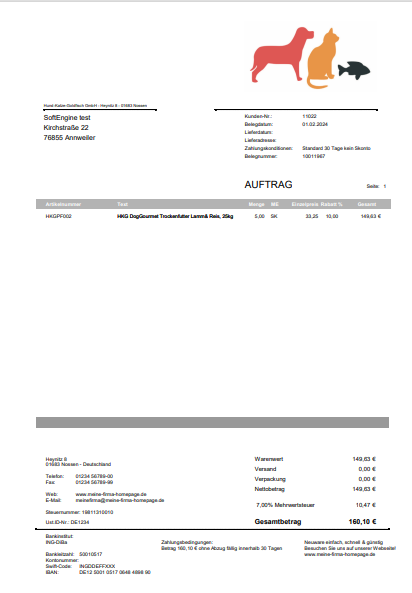 Hund-Katze-Goldfisch GmbH - Heynitz 8 - 01683 Nossen
SoftEngine test
Kirchstraße 22
76855 Annweiler
Kunden-Nr.: 11022
Belegdatum: 01.02.2024
Lieferdatum:
Lieferadresse:
Zahlungskonditionen: Standard 30 Tage kein Skonto
Belegnummer: 10011967
AUFTRAG Seite: 1
Artikelnummer Text Menge ME Einzelpreis Rabatt % Gesamt
HKGPF002 HKG DogGourmet Trockenfutter Lamm& Reis, 25kg 5,00 SK 33,25 10,00 149,63 €
Heynitz 8
01683 Nossen - Deutschland
Telefon: 01234 56789-00
Fax: 01234 56789-99
Web: www.meine-firma-homepage.de
E-Mail: meinefirma@meine-firma-homepage.de
Steuernummer: 19811310010
Ust.ID-Nr.: DE1234
Warenwert 149,63 €
Versand 0,00 €
Verpackung 0,00 €
Nettobetrag 149,63 €
7,00% Mehrwertsteuer 10,47 €
Gesamtbetrag 160,10 €
Bankinstitut:
ING-DiBa
Bankleitzahl: 50010517
Kontonummer:
Swift-Code: INGDDEFFXXX
IBAN: DE12 5001 0517 0648 4898 90
Zahlungsbedingungen:
Betrag 160,10 € ohne Abzug fällig innerhalb 30 Tagen
Neuware einfach, schnell & günstig
Besuchen Sie uns auf unserer Webseite!
www.meine-firma-homepage.de